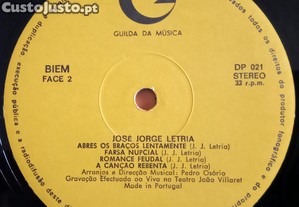 CustoJusto.pt
GUILDA DA MÚSICA
BIEM
FACE 2
DP 021
STEREO
33 r.p.m.
JOSÉ JORGE LETRIA
ABRES OS BRAÇOS LENTAMENTE (J. J. Letria)
FARSA NUPCIAL (J. J. Letria)
ROMANCE FEUDAL (J. J. Letria)
A CANÇÃO REBENTA (J. J. Letria)
Arranjos e Direcção Musical: Pedro Osório
Gravação Efectuada ao Vivo no Teatro João Villaret
Made in Portugal